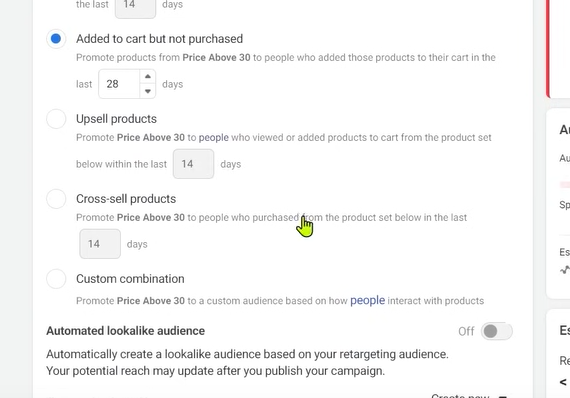 the last 14 days
Added to cart but not purchased
Promote products from Price Above 30 to people who added those products to their cart in the
last 28 days
Upsell products
Promote Price Above 30 to people who viewed or added products to cart from the product set
below within the last 14 days
Cross-sell products
Promote Price Above 30 to people who purchased from the product set below in the last
14 days
Custom combination
Promote Price Above 30 to a custom audience based on how people interact with products
Automated lookalike audience Off
Automatically create a lookalike audience based on your retargeting audience.
Your potential reach may update after you publish your campaign.
Create new